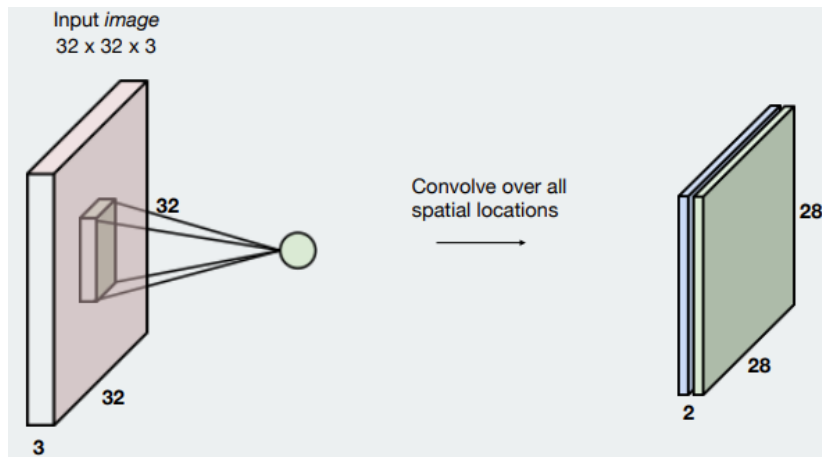 Input image
32 x 32 x 3
32
32
3
Convolve over all
spatial locations
28
28
2